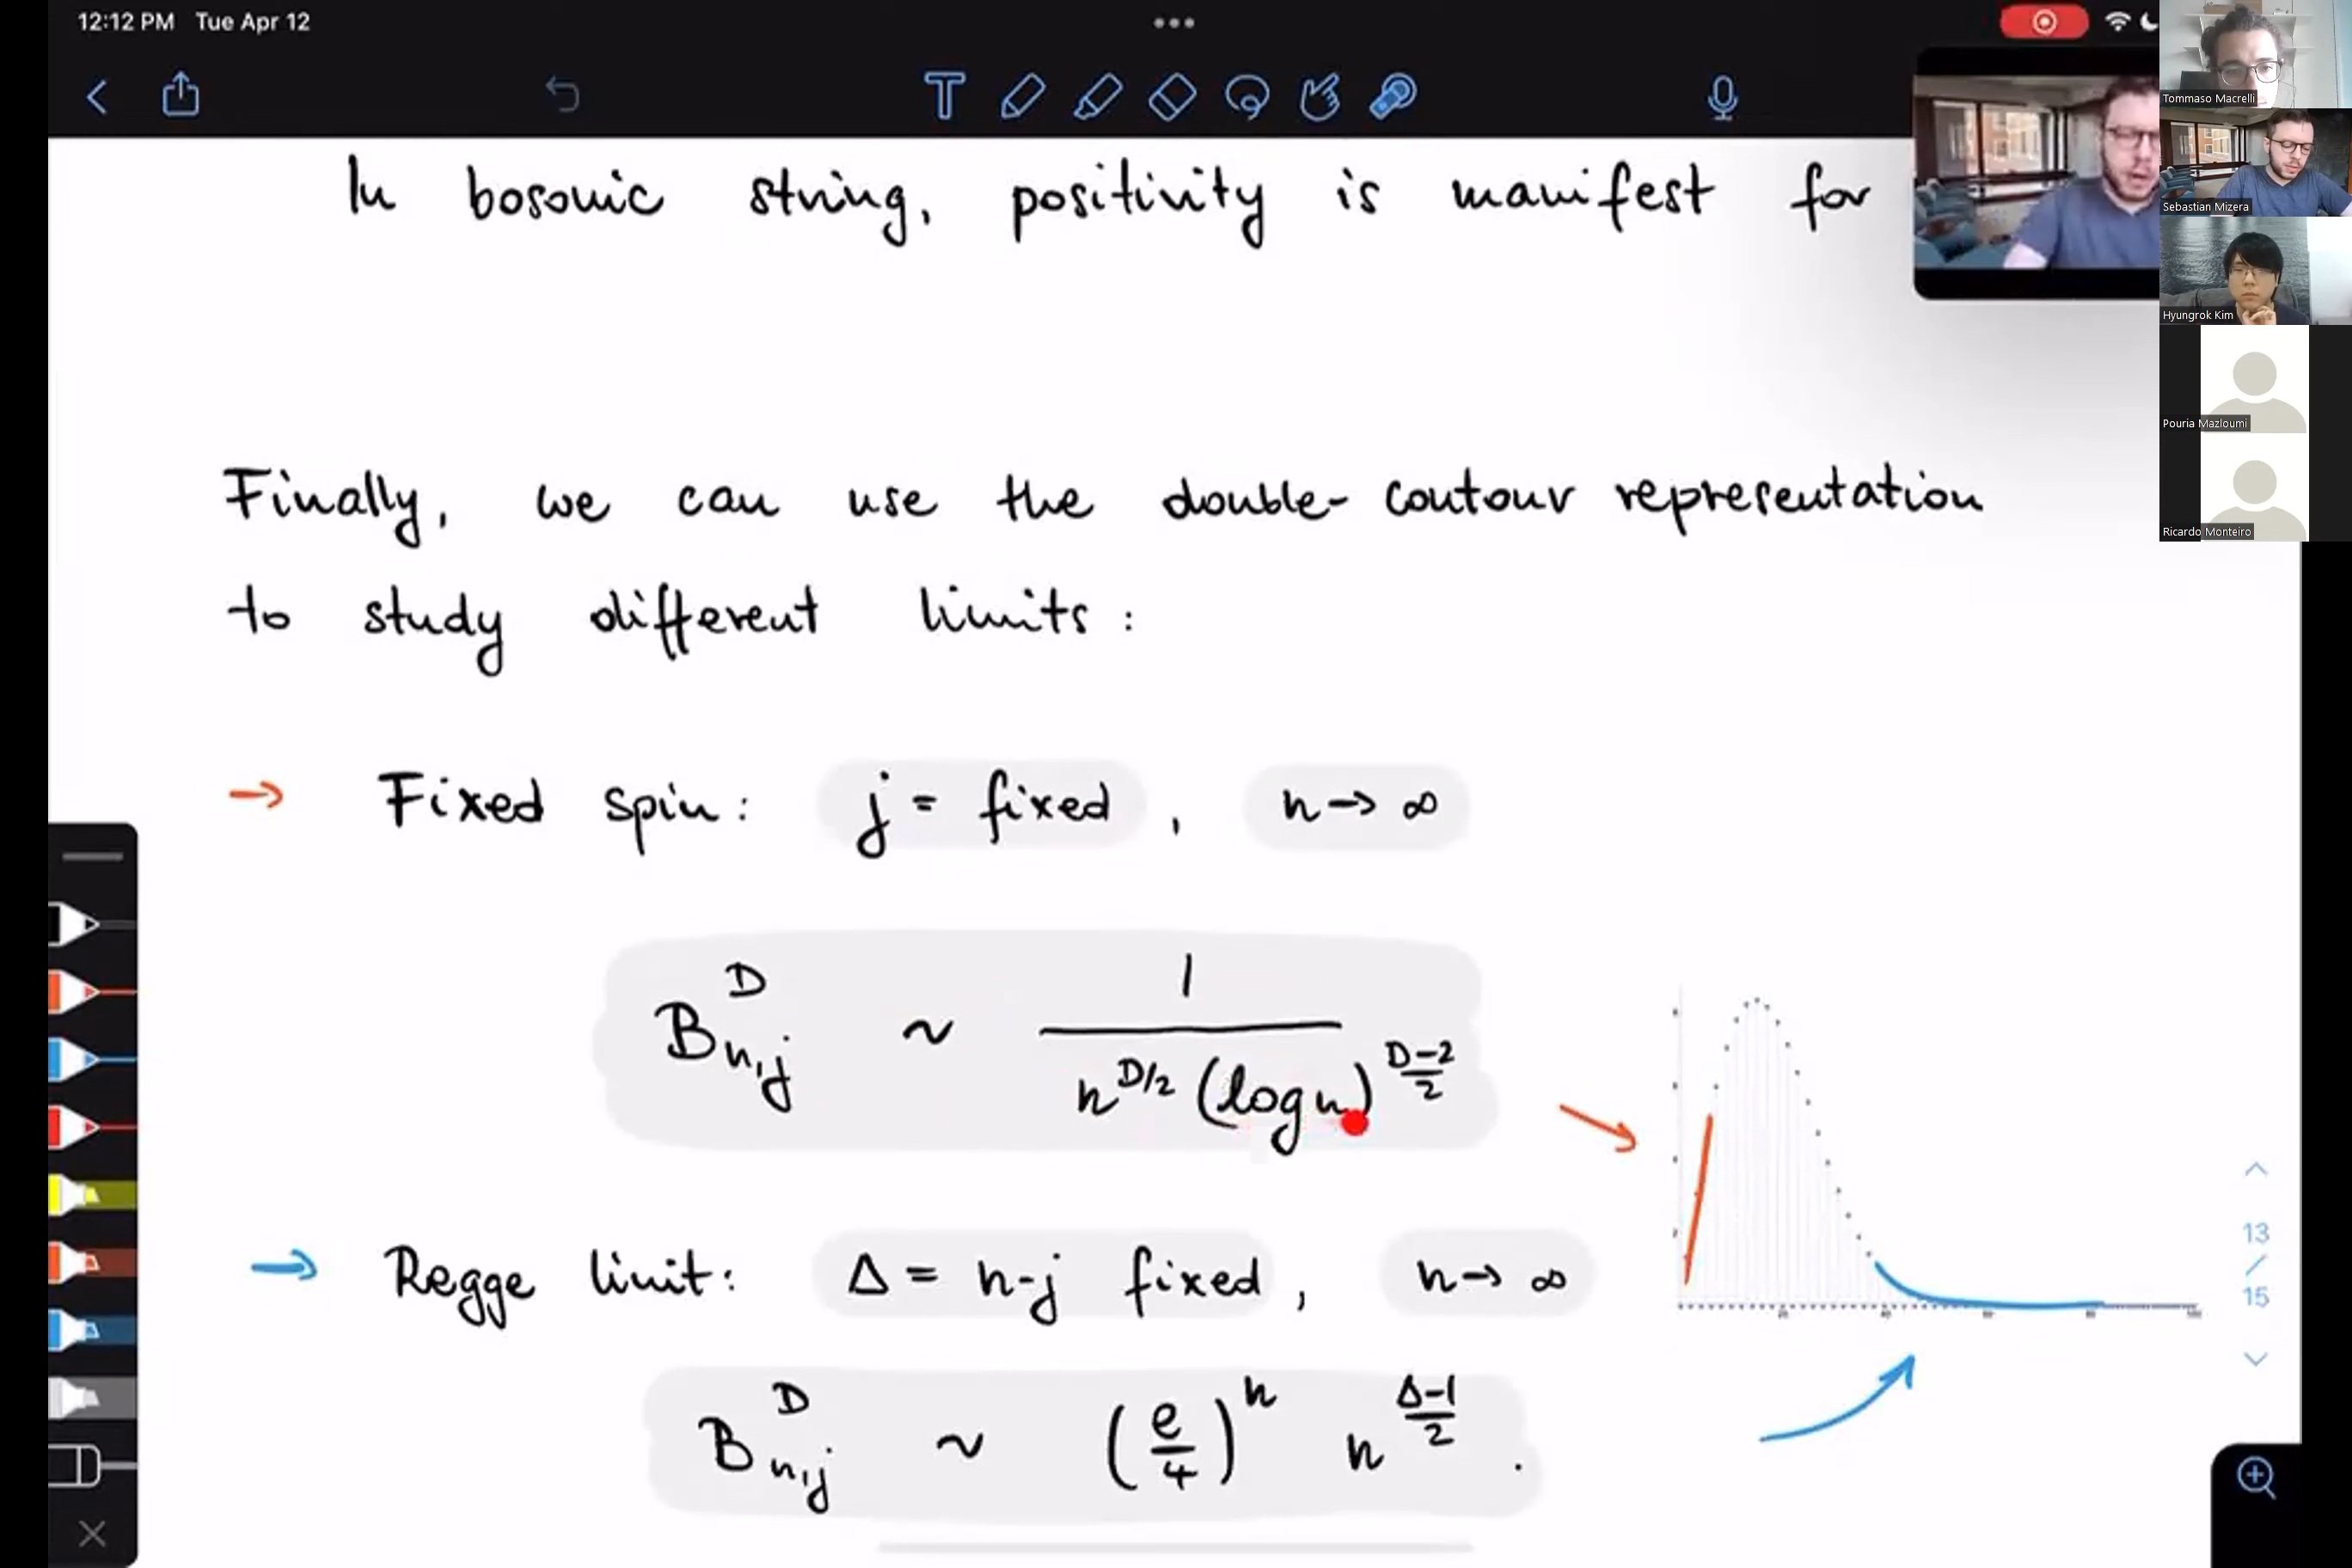 12:12 PM Tue Apr 12
In bosonic string, positivity is manifest for
Finally, we can use the double-contour representation
to study different limits:
→ Fixed spin: j = fixed, n → ∞
B^D_{n,j} ~ 1 / (n^{D/2} (log n)^{(D-2)/2})
→ Regge limit: Δ = n-j fixed, n → ∞
B^D_{n,j} ~ (e/4)^n n^{(Δ-1)/2}.
13
/
15
Tommaso Macrelli
Sebastian Mizera
Hyungrok Kim
Pouria Mazloumi
Ricardo Monteiro